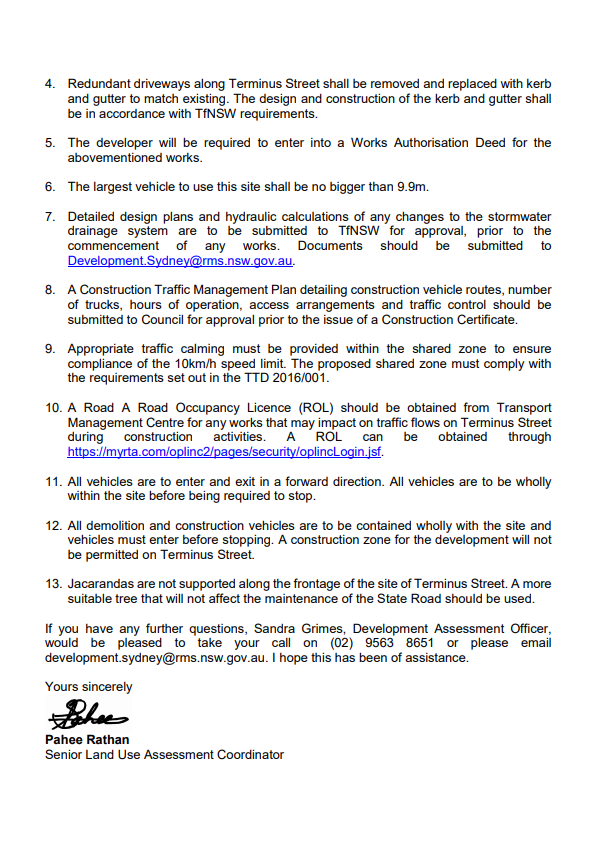 4. Redundant driveways along Terminus Street shall be removed and replaced with kerb
and gutter to match existing. The design and construction of the kerb and gutter shall
be in accordance with TfNSW requirements.
5. The developer will be required to enter into a Works Authorisation Deed for the
abovementioned works.
6. The largest vehicle to use this site shall be no bigger than 9.9m.
7. Detailed design plans and hydraulic calculations of any changes to the stormwater
drainage system are to be submitted to TfNSW for approval, prior to the
commencement of any works. Documents should be submitted to
Development.Sydney@rms.nsw.gov.au.
8. A Construction Traffic Management Plan detailing construction vehicle routes, number
of trucks, hours of operation, access arrangements and traffic control should be
submitted to Council for approval prior to the issue of a Construction Certificate.
9. Appropriate traffic calming must be provided within the shared zone to ensure
compliance of the 10km/h speed limit. The proposed shared zone must comply with
the requirements set out in the TTD 2016/001.
10. A Road A Road Occupancy Licence (ROL) should be obtained from Transport
Management Centre for any works that may impact on traffic flows on Terminus Street
during construction activities. A ROL can be obtained through
https://myrta.com/oplinc2/pages/security/oplincLogin.jsf.
11. All vehicles are to enter and exit in a forward direction. All vehicles are to be wholly
within the site before being required to stop.
12. All demolition and construction vehicles are to be contained wholly with the site and
vehicles must enter before stopping. A construction zone for the development will not
be permitted on Terminus Street.
13. Jacarandas are not supported along the frontage of the site of Terminus Street. A more
suitable tree that will not affect the maintenance of the State Road should be used.
If you have any further questions, Sandra Grimes, Development Assessment Officer,
would be pleased to take your call on (02) 9563 8651 or please email
development.sydney@rms.nsw.gov.au. I hope this has been of assistance.
Yours sincerely
Pahee
Pahee Rathan
Senior Land Use Assessment Coordinator